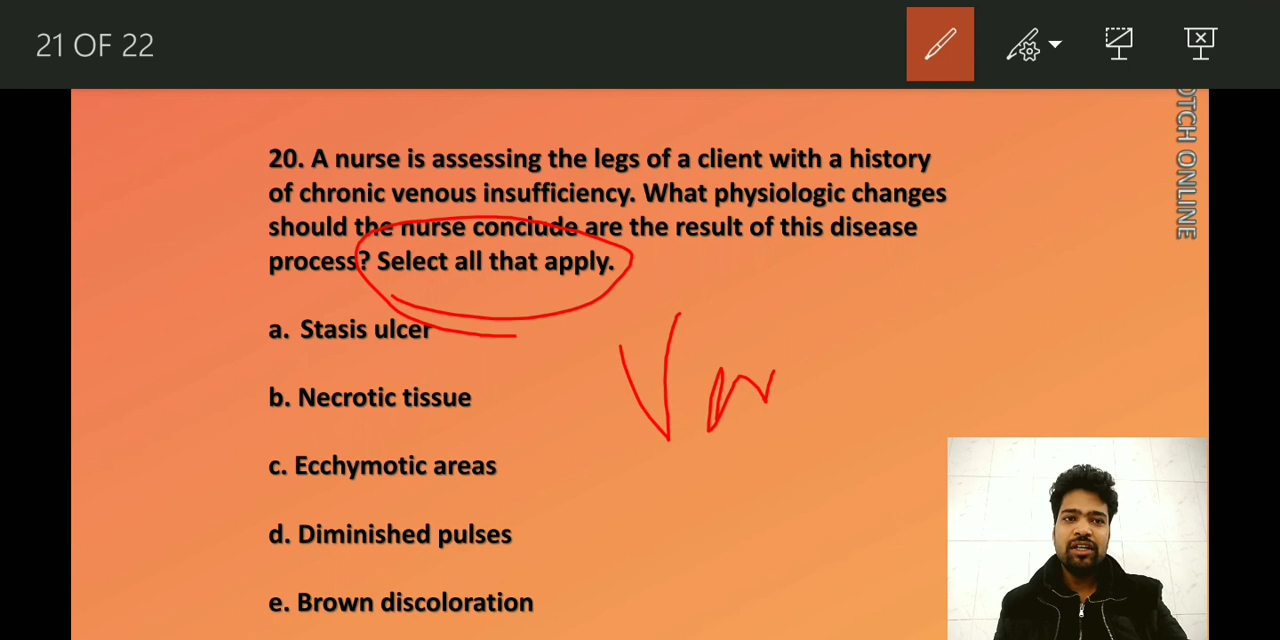 21 OF 22
20. A nurse is assessing the legs of a client with a history
of chronic venous insufficiency. What physiologic changes
should the nurse conclude are the result of this disease
process? Select all that apply.
a. Stasis ulcer
b. Necrotic tissue
c. Ecchymotic areas
d. Diminished pulses
e. Brown discoloration
OTCH ONLINE